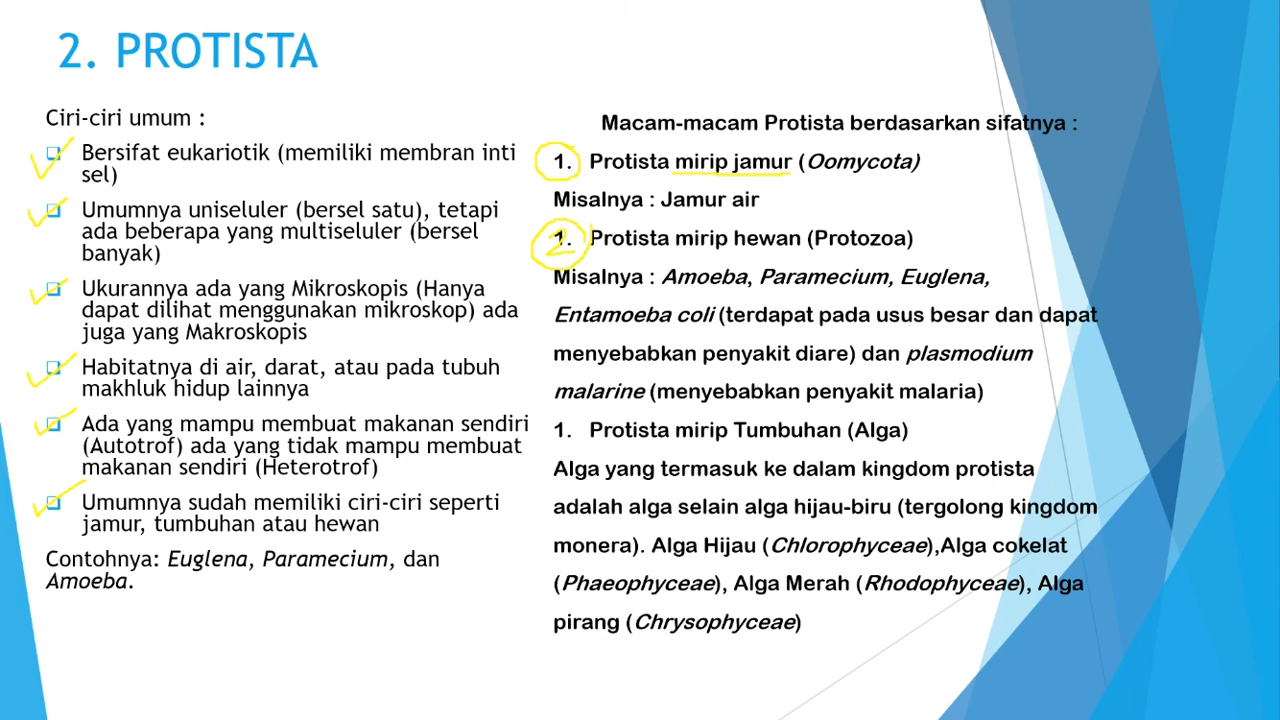 2. PROTISTA
Ciri-ciri umum :
Bersifat eukariotik (memiliki membran inti
sel)
Umumnya uniseluler (bersel satu), tetapi
ada beberapa yang multiseluler (bersel
banyak)
Ukurannya ada yang Mikroskopis (Hanya
dapat dilihat menggunakan mikroskop) ada
juga yang Makroskopis
Habitatnya di air, darat, atau pada tubuh
makhluk hidup lainnya
Ada yang mampu membuat makanan sendiri
(Autotrof) ada yang tidak mampu membuat
makanan sendiri (Heterotrof)
Umumnya sudah memiliki ciri-ciri seperti
jamur, tumbuhan atau hewan
Contohnya: Euglena, Paramecium, dan
Amoeba.
Macam-macam Protista berdasarkan sifatnya :
1. Protista mirip jamur (Oomycota)
Misalnya : Jamur air
1. 2 Protista mirip hewan (Protozoa)
Misalnya : Amoeba, Paramecium, Euglena,
Entamoeba coli (terdapat pada usus besar dan dapat
menyebabkan penyakit diare) dan plasmodium
malarine (menyebabkan penyakit malaria)
1. Protista mirip Tumbuhan (Alga)
Alga yang termasuk ke dalam kingdom protista
adalah alga selain alga hijau-biru (tergolong kingdom
monera). Alga Hijau (Chlorophyceae),Alga cokelat
(Phaeophyceae), Alga Merah (Rhodophyceae), Alga
pirang (Chrysophyceae)